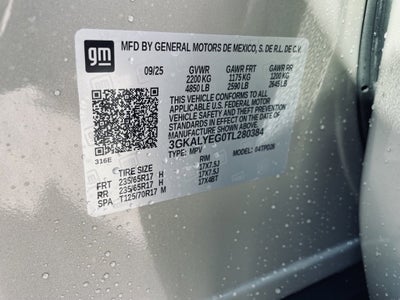 gm
MFD BY GENERAL MOTORS DE MEXICO, S. DE R.L. DE C.V.
09/25 GVWR GAWR FRT GAWR RR
2200 KG 1175 KG 1200 KG
4850 LB 2590 LB 2645 LB
THIS VEHICLE CONFORMS TO ALL
APPLICABLE U.S. FEDERAL MOTOR
VEHICLE SAFETY AND THEFT PREVENTION
STANDARDS IN EFFECT ON THE DATE OF
MANUFACTURE SHOWN ABOVE.
3GKALYEG0TL280384
316E TYPE: MPV MODEL: 04TPD26
TIRE SIZE RIM
FRT 235/65R17 H 17X7.5J
RR 235/65R17 H 17X7.5J
SPA T125/70R17 M 17X4BT